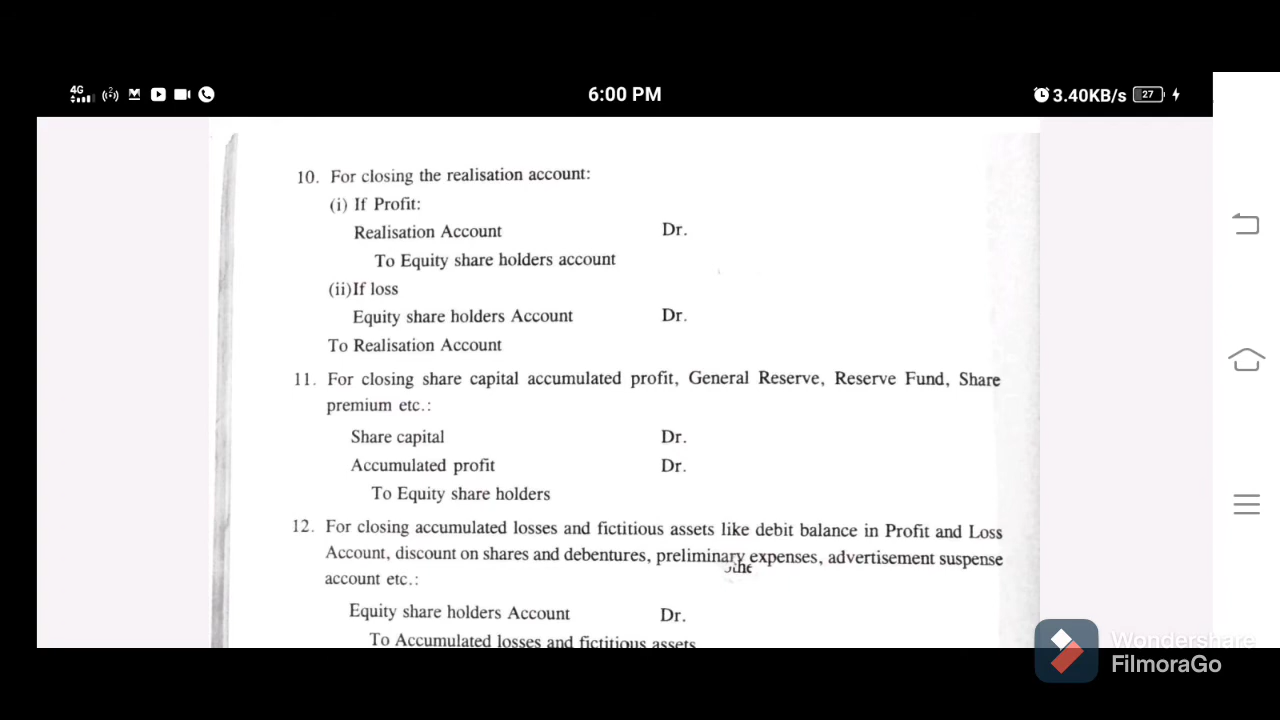 4G
6:00 PM
3.40KB/s 27
10. For closing the realisation account:
(i) If Profit:
Realisation Account Dr.
To Equity share holders account
(ii)If loss
Equity share holders Account Dr.
To Realisation Account
11. For closing share capital accumulated profit, General Reserve, Reserve Fund, Share
premium etc.:
Share capital Dr.
Accumulated profit Dr.
To Equity share holders
12. For closing accumulated losses and fictitious assets like debit balance in Profit and Loss
Account, discount on shares and debentures, preliminary expenses, advertisement suspense
account etc.:
Equity share holders Account Dr.
To Accumulated losses and fictitious assets
Wondershare
FilmoraGo